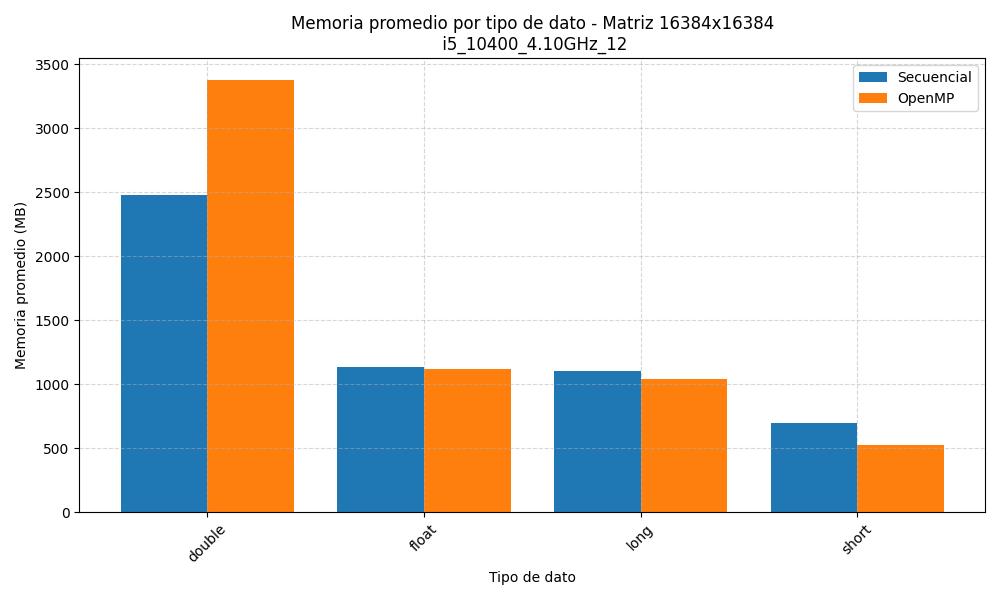 Memoria promedio por tipo de dato - Matriz 16384x16384
i5_10400_4.10GHz_12
Secuencial
OpenMP
Memoria promedio (MB)
3500
3000
2500
2000
1500
1000
500
0
double
float
long
short
Tipo de dato